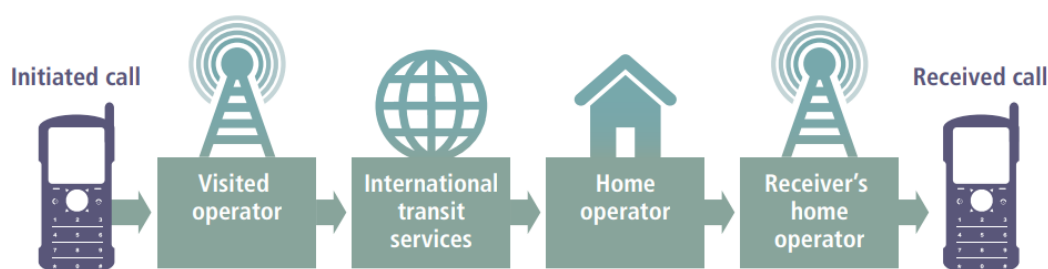 Initiated call
Received call
Visited
operator
International
transit
services
Home
operator
Receiver's
home
operator